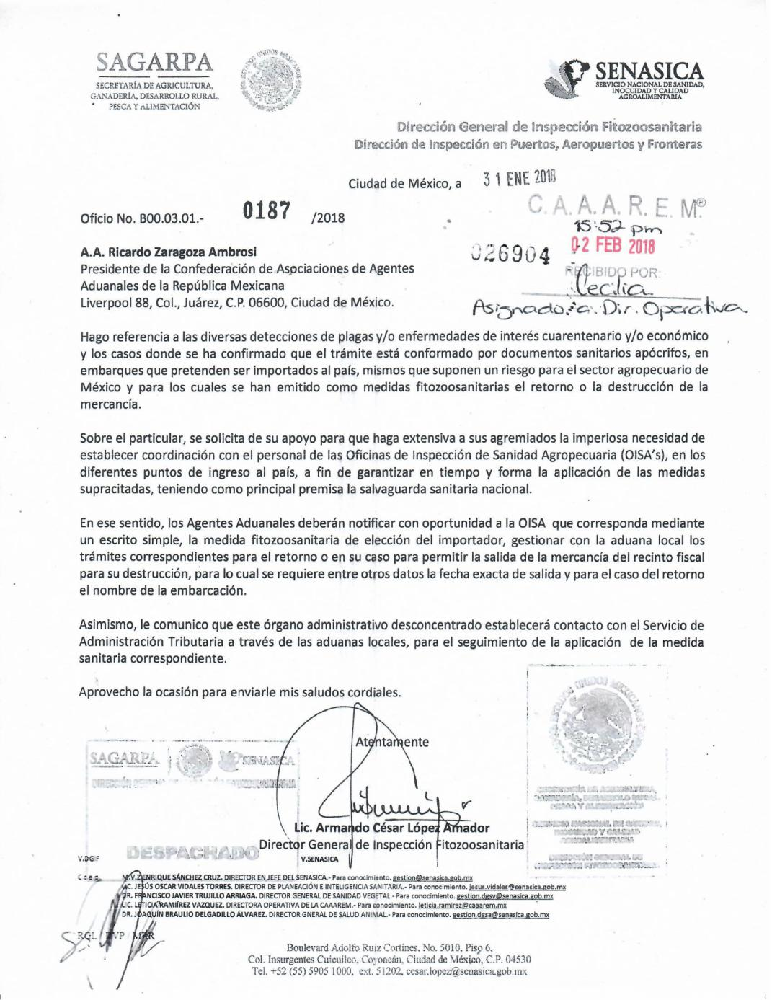 SAGARPA
SECRETARÍA DE AGRICULTURA,
GANADERÍA, DESARROLLO RURAL,
PESCA Y ALIMENTACIÓN
SENASICA
SERVICIO NACIONAL DE SANIDAD,
INOCUIDAD Y CALIDAD
AGROALIMENTARIA
Dirección General de Inspección Fitozoosanitaria
Dirección de Inspección en Puertos, Aeropuertos y Fronteras
Ciudad de México, a 31 ENE 2018
C.A.A.A.R.E.M.®
Oficio No. B00.03.01.- 0187 /2018
15:52 pm
02 FEB 2018
026904
RECIBIDO POR:
Cecilia
Asignado a: Dir. Operativa
A.A. Ricardo Zaragoza Ambrosi
Presidente de la Confederación de Asociaciones de Agentes
Aduanales de la República Mexicana
Liverpool 88, Col., Juárez, C.P. 06600, Ciudad de México.
Hago referencia a las diversas detecciones de plagas y/o enfermedades de interés cuarentenario y/o económico
y los casos donde se ha confirmado que el trámite está conformado por documentos sanitarios apócrifos, en
embarques que pretenden ser importados al país, mismos que suponen un riesgo para el sector agropecuario de
México y para los cuales se han emitido como medidas fitozoosanitarias el retorno o la destrucción de la
mercancía.
Sobre el particular, se solicita de su apoyo para que haga extensiva a sus agremiados la imperiosa necesidad de
establecer coordinación con el personal de las Oficinas de Inspección de Sanidad Agropecuaria (OISA's), en los
diferentes puntos de ingreso al país, a fin de garantizar en tiempo y forma la aplicación de las medidas
supracitadas, teniendo como principal premisa la salvaguarda sanitaria nacional.
En ese sentido, los Agentes Aduanales deberán notificar con oportunidad a la OISA que corresponda mediante
un escrito simple, la medida fitozoosanitaria de elección del importador, gestionar con la aduana local los
trámites correspondientes para el retorno o en su caso para permitir la salida de la mercancía del recinto fiscal
para su destrucción, para lo cual se requiere entre otros datos la fecha exacta de salida y para el caso del retorno
el nombre de la embarcación.
Asimismo, le comunico que este órgano administrativo desconcentrado establecerá contacto con el Servicio de
Administración Tributaria a través de las aduanas locales, para el seguimiento de la aplicación de la medida
sanitaria correspondiente.
Aprovecho la ocasión para enviarle mis saludos cordiales.
Atentamente
SAGARPA SENASICA
DESPACHADO
Lic. Armando César López Amador
Director General de Inspección Fitozoosanitaria
V.DGIF V.SENASICA
C.c.e.p. M.V.Z ENRIQUE SÁNCHEZ CRUZ. DIRECTOR EN JEFE DEL SENASICA.- Para conocimiento. gestion@senasica.gob.mx
AC. JESÚS OSCAR VIDALES TORRES. DIRECTOR DE PLANEACIÓN E INTELIGENCIA SANITARIA.- Para conocimiento. jesus.vidales@senasica.gob.mx
DR. FRANCISCO JAVIER TRUJILLO ARRIAGA. DIRECTOR GENERAL DE SANIDAD VEGETAL.- Para conocimiento. gestion.dgsv@senasica.gob.mx
LIC. LETICIA RAMIÍREZ VAZQUEZ. DIRECTORA OPERATIVA DE LA CAAAREM.- Para conocimiento. leticia.ramirez@caaarem.mx
DR. JOAQUÍN BRAULIO DELGADILLO ÁLVAREZ. DIRECTOR GNERAL DE SALUD ANIMAL.- Para conocimiento. gestion.dgsa@senasica.gob.mx
Boulevard Adolfo Ruiz Cortines, No. 5010, Piso 6,
Col. Insurgentes Cuicuilco, Coyoacán, Ciudad de México, C.P. 04530
Tel. +52 (55) 5905 1000, ext. 51202, cesar.lopez@senasica.gob.mx